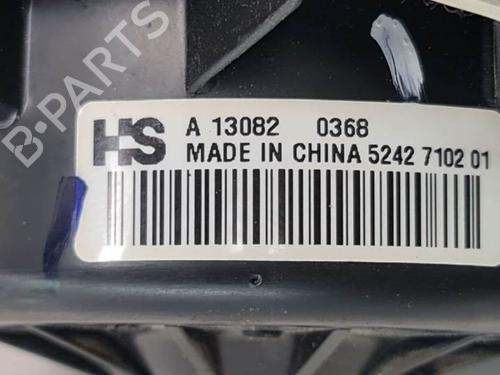 B-PARTS
HS A 13082 0368
MADE IN CHINA 5242 7102 01